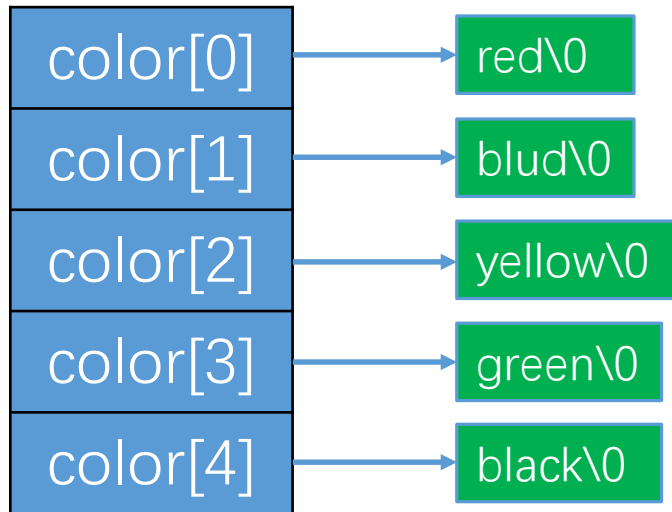 color[0] red\0
color[1] blud\0
color[2] yellow\0
color[3] green\0
color[4] black\0